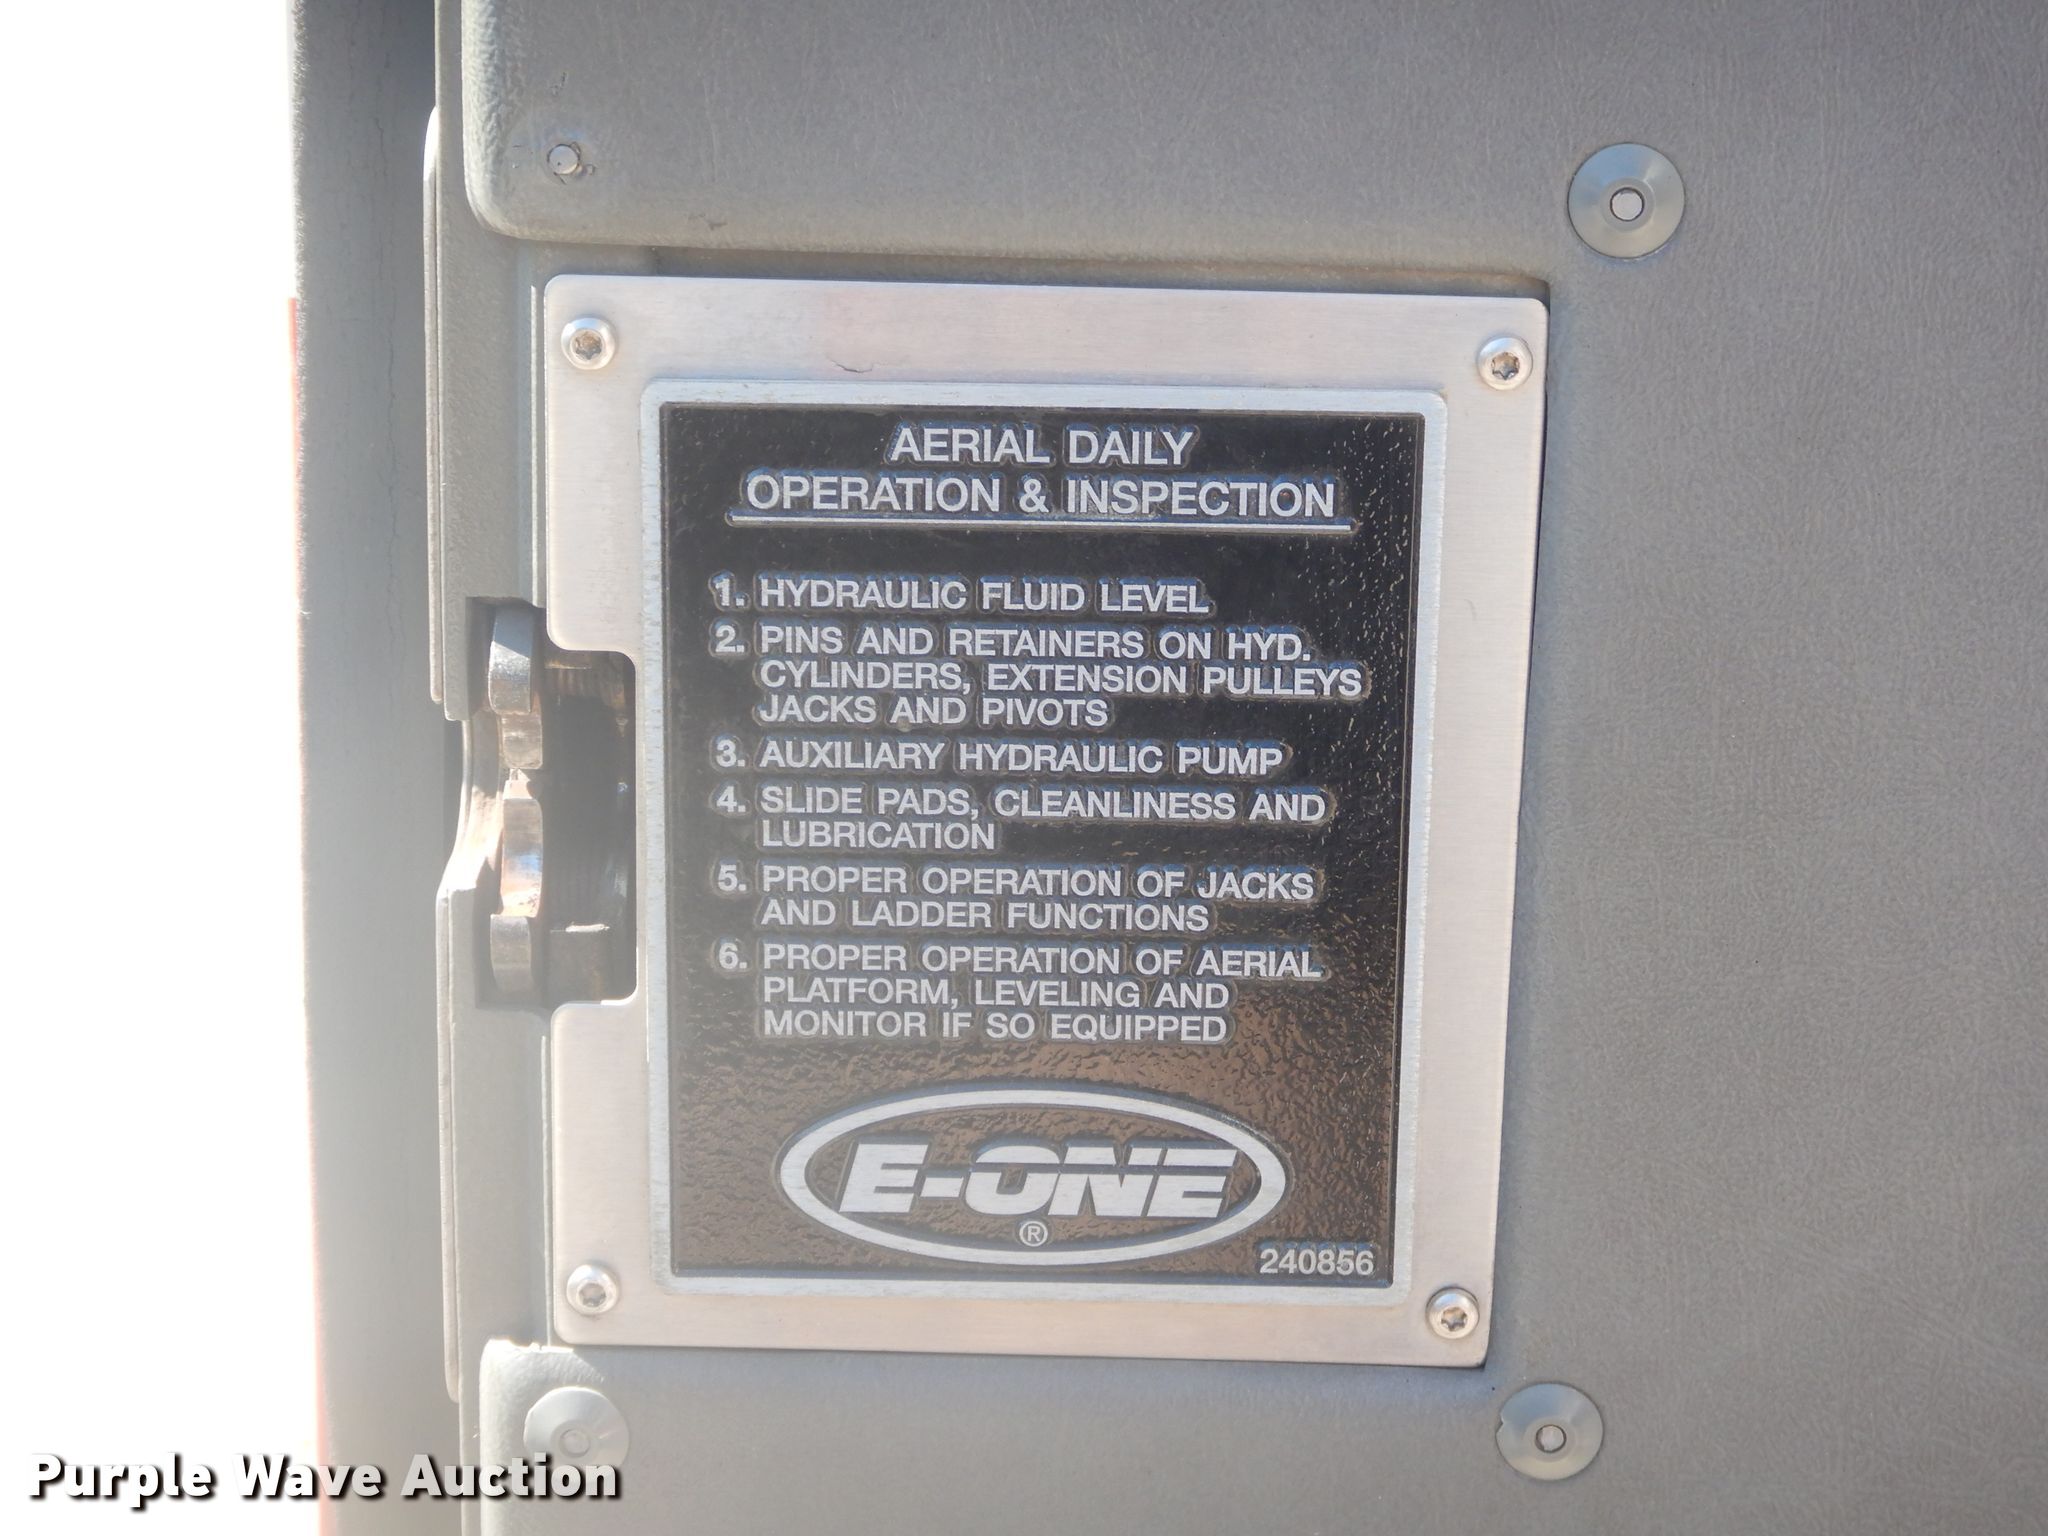 AERIAL DAILY
OPERATION & INSPECTION
1. HYDRAULIC FLUID LEVEL
2. PINS AND RETAINERS ON HYD.
CYLINDERS, EXTENSION PULLEYS
JACKS AND PIVOTS
3. AUXILIARY HYDRAULIC PUMP
4. SLIDE PADS, CLEANLINESS AND
LUBRICATION
5. PROPER OPERATION OF JACKS
AND LADDER FUNCTIONS
6. PROPER OPERATION OF AERIAL
PLATFORM, LEVELING AND
MONITOR IF SO EQUIPPED
E-ONE
®
240856
Purple Wave Auction